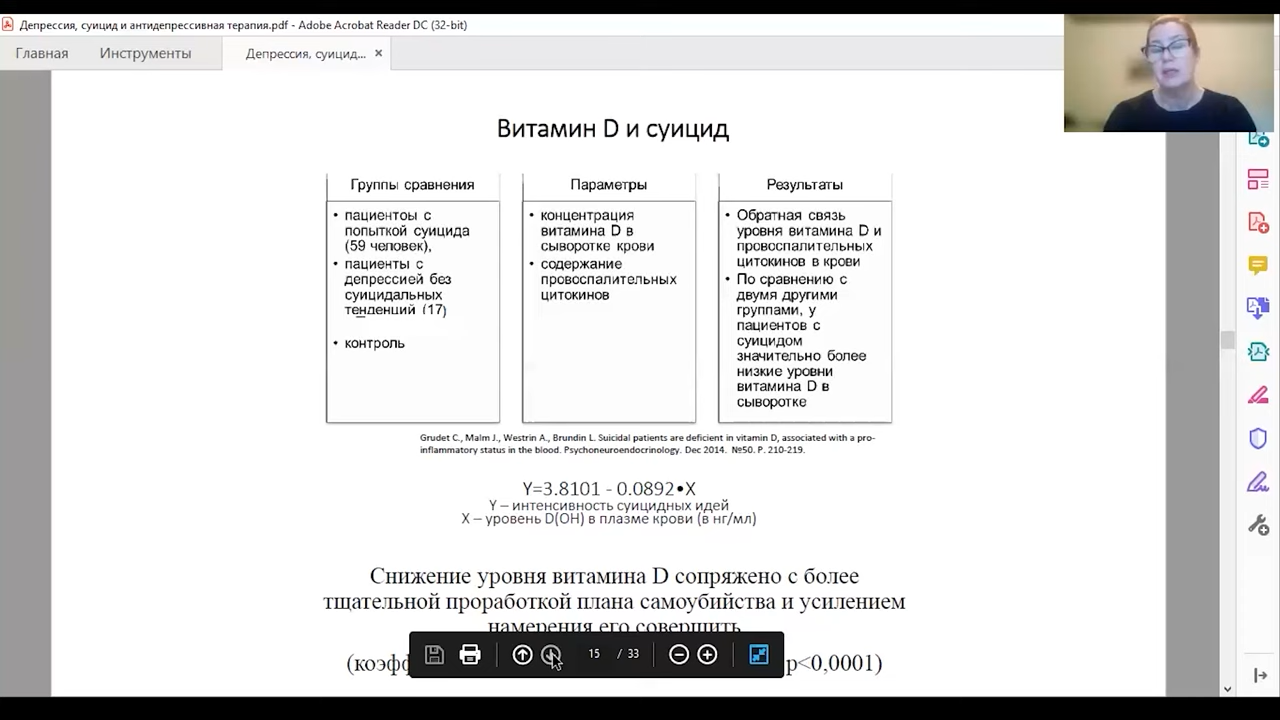 Депрессия, суицид и антидепрессивная терапия.pdf - Adobe Acrobat Reader DC (32-bit)
Главная
Инструменты
Депрессия, суицид... ×
Витамин D и суицид
Группы сравнения
• пациентоы с
попыткой суицида
(59 человек),
• пациенты с
депрессией без
суицидальных
тенденций (17)
• контроль
Параметры
• концентрация
витамина D в
сыворотке крови
• содержание
провоспалительных
цитокинов
Результаты
• Обратная связь
уровня витамина D и
провоспалительных
цитокинов в крови
• По сравнению с
двумя другими
группами, у
пациентов с
суицидом
значительно более
низкие уровни
витамина D в
сыворотке
Grudet C., Malm J., Westrin A., Brundin L. Suicidal patients are deficient in vitamin D, associated with a pro-
inflammatory status in the blood. Psychoneuroendocrinology. Dec 2014. №50. P. 210-219.
Y=3.8101 - 0.0892•X
Y – интенсивность суицидных идей
X – уровень D(OH) в плазме крови (в нг/мл)
Снижение уровня витамина D сопряжено с более
тщательной проработкой плана самоубийства и усилением
намерения его совершить
(коэфф p<0,0001)
15 / 33